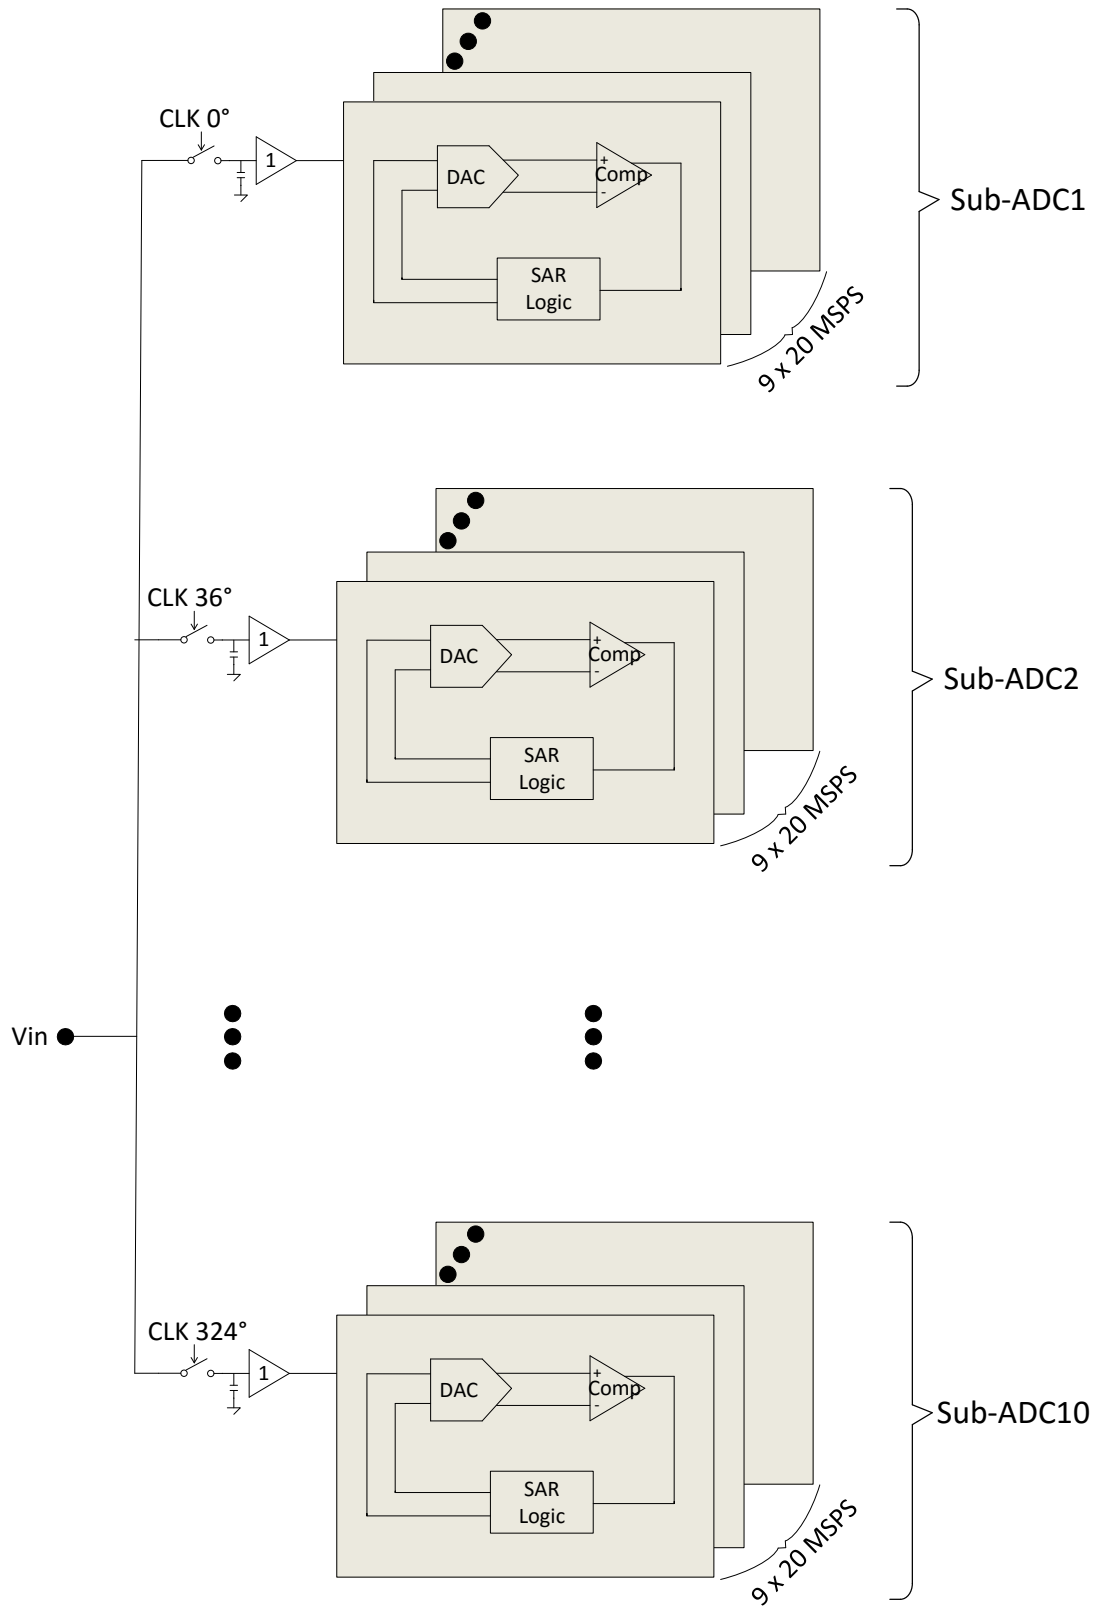 CLK 0°
1
DAC
+
Comp
-
SAR
Logic
9 x 20 MSPS
Sub-ADC1
CLK 36°
1
DAC
+
Comp
-
SAR
Logic
9 x 20 MSPS
Sub-ADC2
Vin
CLK 324°
1
DAC
+
Comp
-
SAR
Logic
9 x 20 MSPS
Sub-ADC10